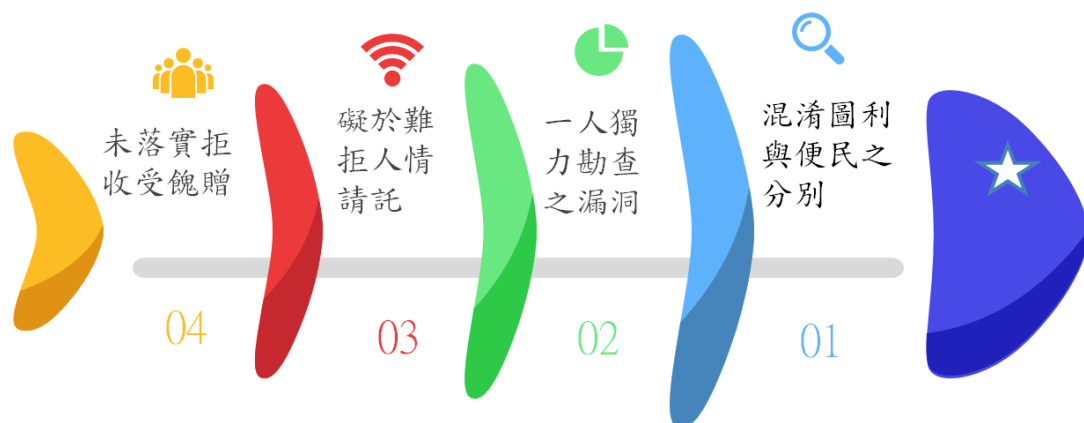 未落實拒
收受餽贈
04
礙於難
拒人情
請託
03
一人獨
力勘查
之漏洞
02
混淆圖利
與便民之
分別
01